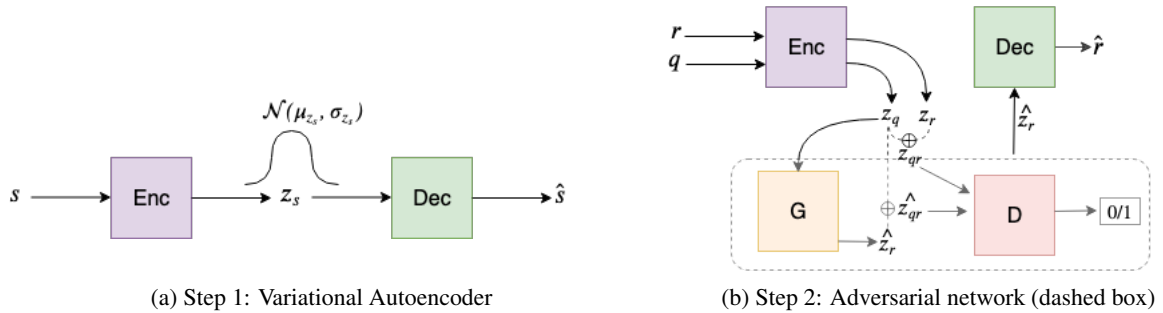 𝒩(μ_{z_s}, σ_{z_s})
s
Enc
z_s
Dec
ŝ
(a) Step 1: Variational Autoencoder
r
q
Enc
Dec
r̂
z_q
z_r
ẑ_r
⊕
z_{qr}
G
⊕
ẑ_{qr}
D
0/1
ẑ_r
(b) Step 2: Adversarial network (dashed box)